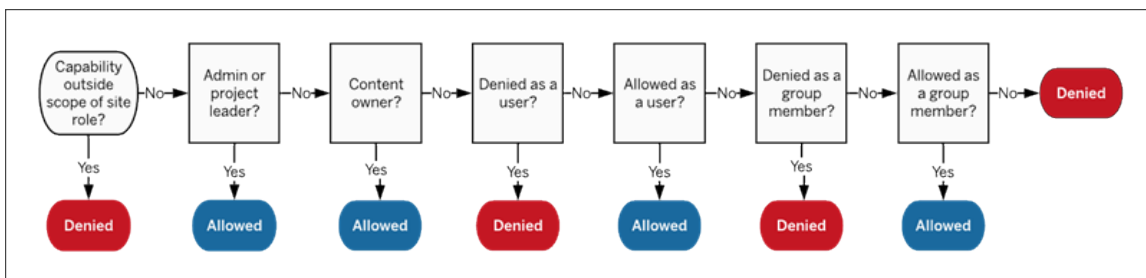 Capability
outside
scope of site
role?
No
Admin or
project
leader?
No
Content
owner?
No
Denied as a
user?
No
Allowed as
a user?
No
Denied as a
group
member?
No
Allowed as
a group
member?
No
Denied
Yes
Yes
Yes
Yes
Yes
Yes
Yes
Denied
Allowed
Allowed
Denied
Allowed
Denied
Allowed